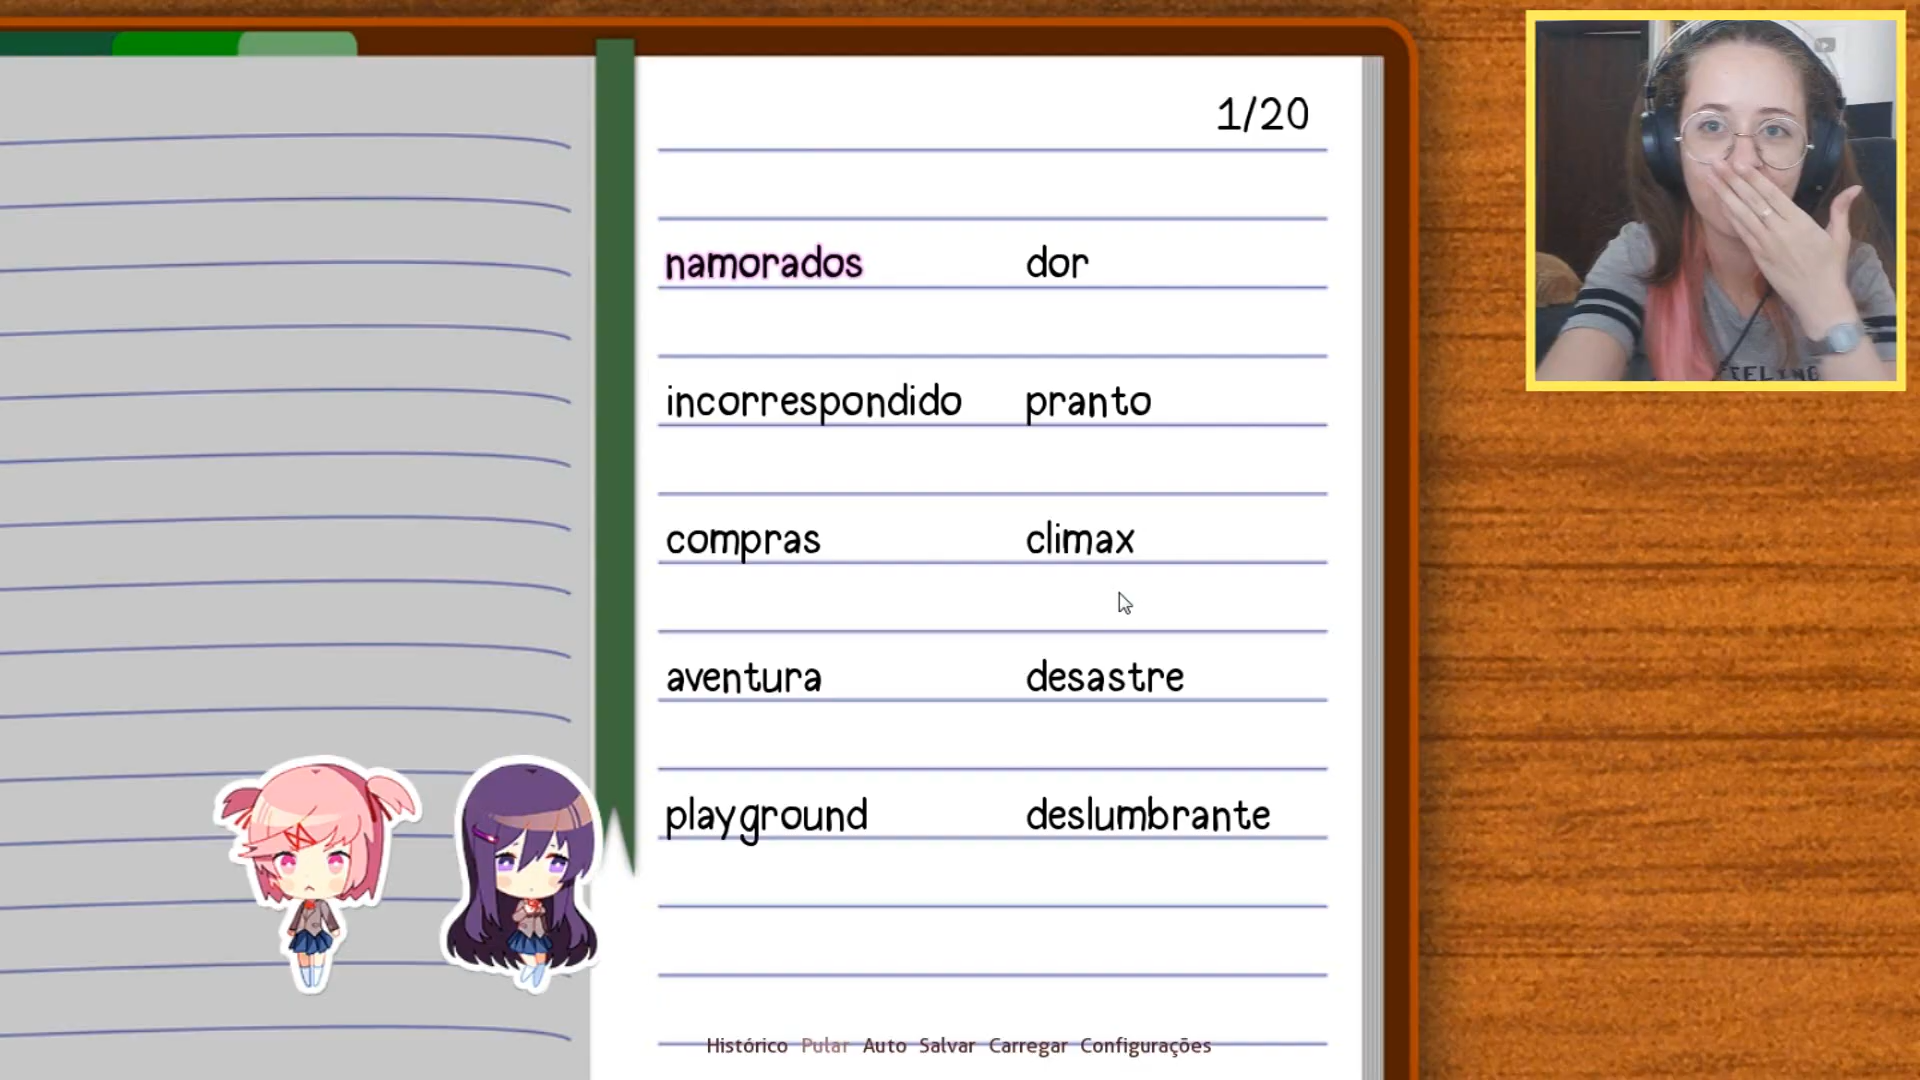 1/20
namorados dor
incorrespondido pranto
compras climax
aventura desastre
playground deslumbrante
Histórico Pular Auto Salvar Carregar Configurações